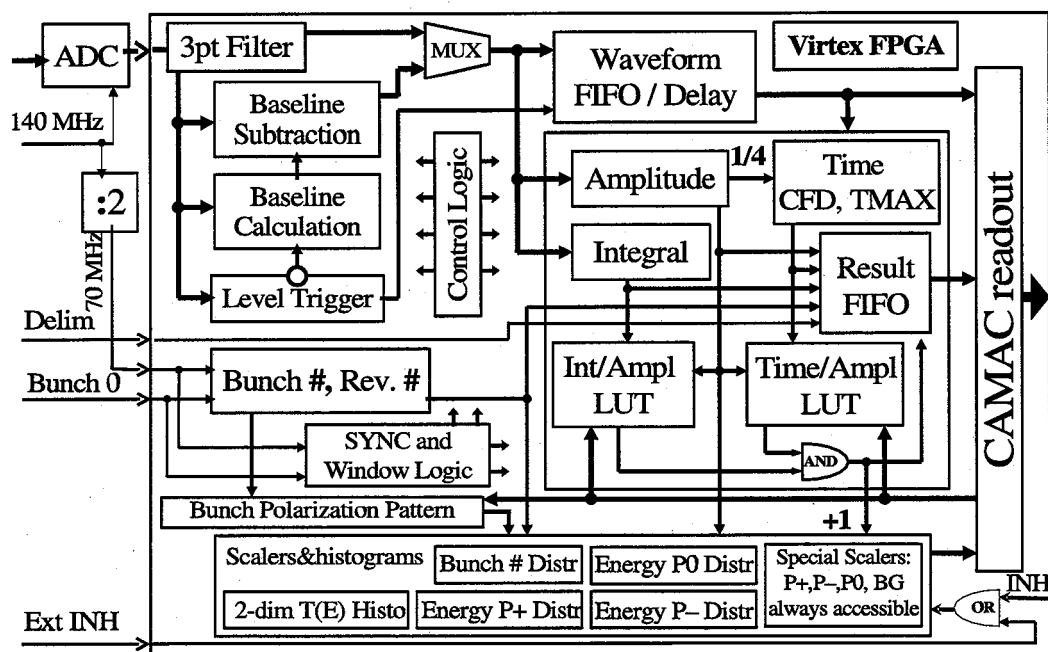 ADC
3pt Filter
MUX
Waveform
FIFO / Delay
Virtex FPGA
140 MHz
:2
70 MHz
Baseline
Subtraction
Baseline
Calculation
Level Trigger
Control Logic
Amplitude
1/4
Time
CFD, TMAX
Integral
Result
FIFO
CAMAC readout
Delim
Bunch 0
Bunch #, Rev. #
Int/Ampl
LUT
Time/Ampl
LUT
SYNC and
Window Logic
AND
Bunch Polarization Pattern
+1
Scalers&histograms
Bunch # Distr
Energy P0 Distr
Special Scalers:
P+,P–,P0, BG
always accessible
2-dim T(E) Histo
Energy P+ Distr
Energy P– Distr
INH
OR
Ext INH